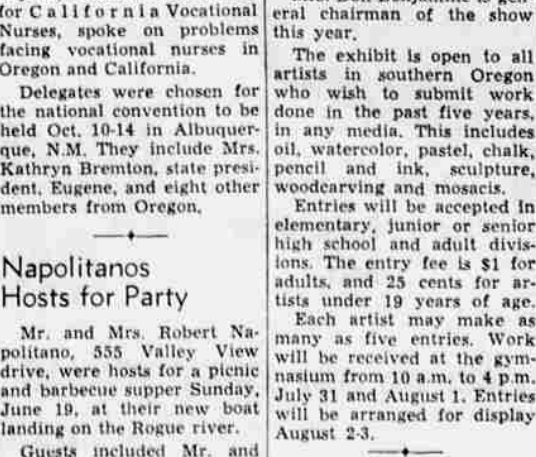 for California Vocational
Nurses, spoke on problems
facing vocational nurses in
Oregon and California.
Delegates were chosen for
the national convention to be
held Oct. 10-14 in Albuquer-
que, N.M. They include Mrs.
Kathryn Bremton, state presi-
dent, Eugene, and eight other
members from Oregon.
Napolitanos
Hosts for Party
Mr. and Mrs. Robert Na-
politano, 555 Valley View
drive, were hosts for a picnic
and barbecue supper Sunday,
June 19, at their new boat
landing on the Rogue river.
Guests included Mr. and
eral chairman of the show
this year.
The exhibit is open to all
artists in southern Oregon
who wish to submit work
done in the past five years,
in any media. This includes
oil, watercolor, pastel, chalk,
pencil and ink, sculpture,
woodcarving and mosacis.
Entries will be accepted in
elementary, junior or senior
high school and adult divis-
ions. The entry fee is $1 for
adults, and 25 cents for ar-
tists under 19 years of age.
Each artist may make as
many as five entries. Work
will be received at the gym-
nasium from 10 a.m. to 4 p.m.
July 31 and August 1. Entries
will be arranged for display
August 2-3.